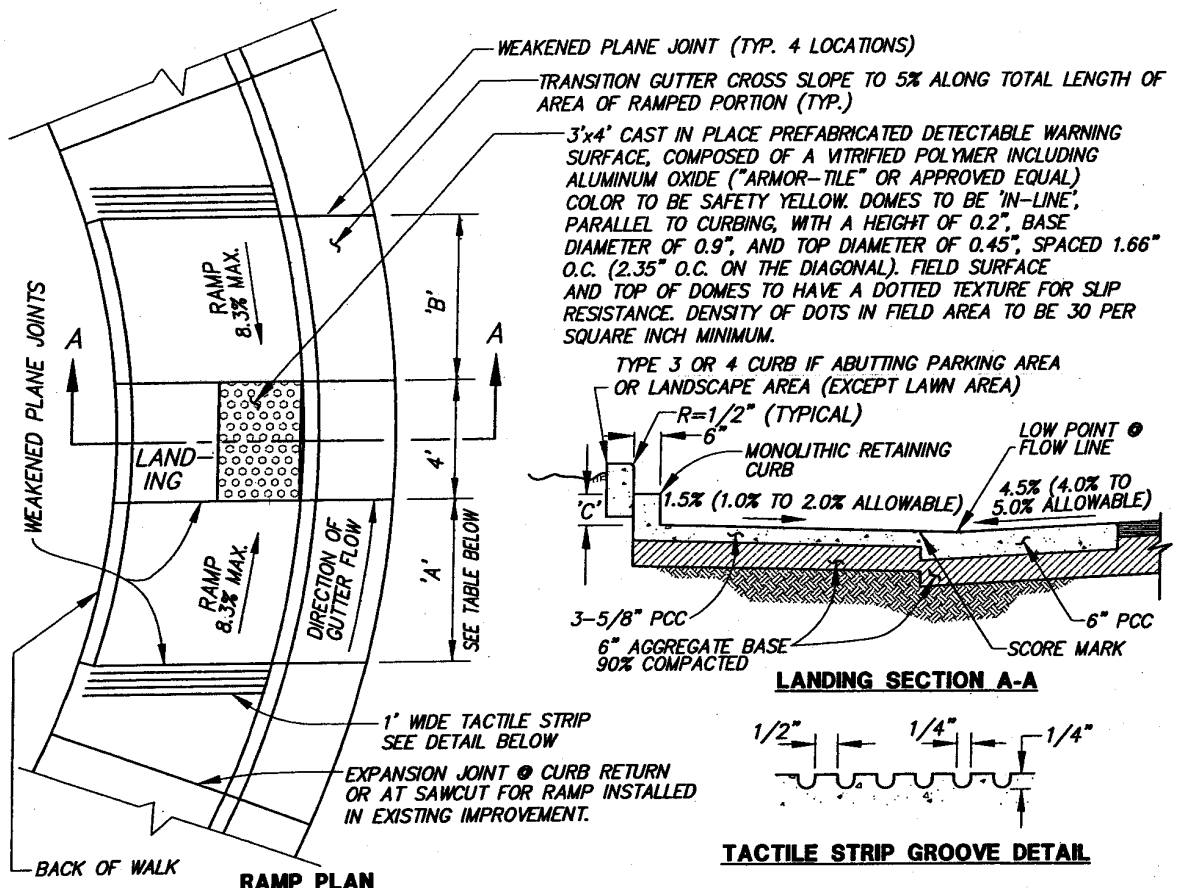 WEAKENED PLANE JOINT (TYP. 4 LOCATIONS)
TRANSITION GUTTER CROSS SLOPE TO 5% ALONG TOTAL LENGTH OF
AREA OF RAMPED PORTION (TYP.)
3'x4' CAST IN PLACE PREFABRICATED DETECTABLE WARNING
SURFACE, COMPOSED OF A VITRIFIED POLYMER INCLUDING
ALUMINUM OXIDE ("ARMOR-TILE" OR APPROVED EQUAL)
COLOR TO BE SAFETY YELLOW. DOMES TO BE 'IN-LINE',
PARALLEL TO CURBING, WITH A HEIGHT OF 0.2", BASE
DIAMETER OF 0.9", AND TOP DIAMETER OF 0.45", SPACED 1.66"
O.C. (2.35" O.C. ON THE DIAGONAL). FIELD SURFACE
AND TOP OF DOMES TO HAVE A DOTTED TEXTURE FOR SLIP
RESISTANCE. DENSITY OF DOTS IN FIELD AREA TO BE 30 PER
SQUARE INCH MINIMUM.
WEAKENED PLANE JOINTS
A
A
RAMP
8.3% MAX.
'B'
LAND-
ING
4'
RAMP
8.3% MAX.
DIRECTION OF
GUTTER FLOW
'A'
SEE TABLE BELOW
1' WIDE TACTILE STRIP
SEE DETAIL BELOW
EXPANSION JOINT @ CURB RETURN
OR AT SAWCUT FOR RAMP INSTALLED
IN EXISTING IMPROVEMENT.
BACK OF WALK
RAMP PLAN
TYPE 3 OR 4 CURB IF ABUTTING PARKING AREA
OR LANDSCAPE AREA (EXCEPT LAWN AREA)
R=1/2" (TYPICAL)
6"
MONOLITHIC RETAINING
CURB
LOW POINT @
FLOW LINE
'C'
1.5% (1.0% TO 2.0% ALLOWABLE)
4.5% (4.0% TO
5.0% ALLOWABLE)
3-5/8" PCC
6" AGGREGATE BASE
90% COMPACTED
6" PCC
SCORE MARK
LANDING SECTION A-A
1/2"
1/4"
1/4"
TACTILE STRIP GROOVE DETAIL